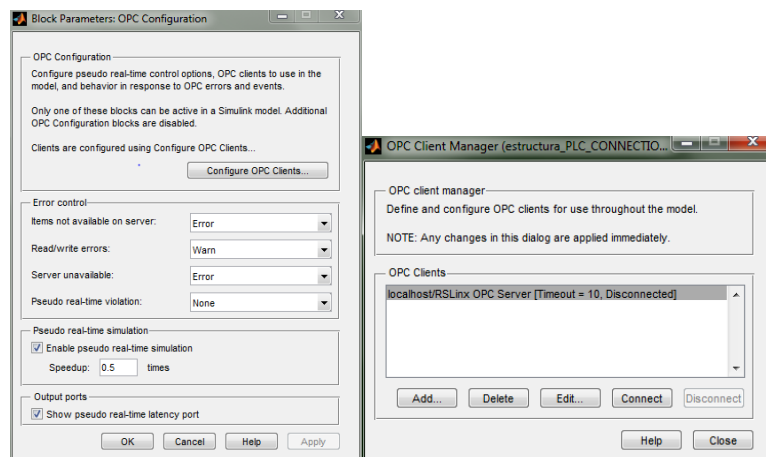 Block Parameters: OPC Configuration
OPC Configuration
Configure pseudo real-time control options, OPC clients to use in the
model, and behavior in response to OPC errors and events.
Only one of these blocks can be active in a Simulink model. Additional
OPC Configuration blocks are disabled.
Clients are configured using Configure OPC Clients...
Configure OPC Clients...
Error control
Items not available on server: Error
Read/write errors: Warn
Server unavailable: Error
Pseudo real-time violation: None
Pseudo real-time simulation
Enable pseudo real-time simulation
Speedup: 0.5 times
Output ports
Show pseudo real-time latency port
OK Cancel Help Apply
OPC Client Manager (estructura_PLC_CONNECTIO...
OPC client manager
Define and configure OPC clients for use throughout the model.
NOTE: Any changes in this dialog are applied immediately.
OPC Clients
localhost/RSLinx OPC Server [Timeout = 10, Disconnected]
Add... Delete Edit... Connect Disconnect
Help Close